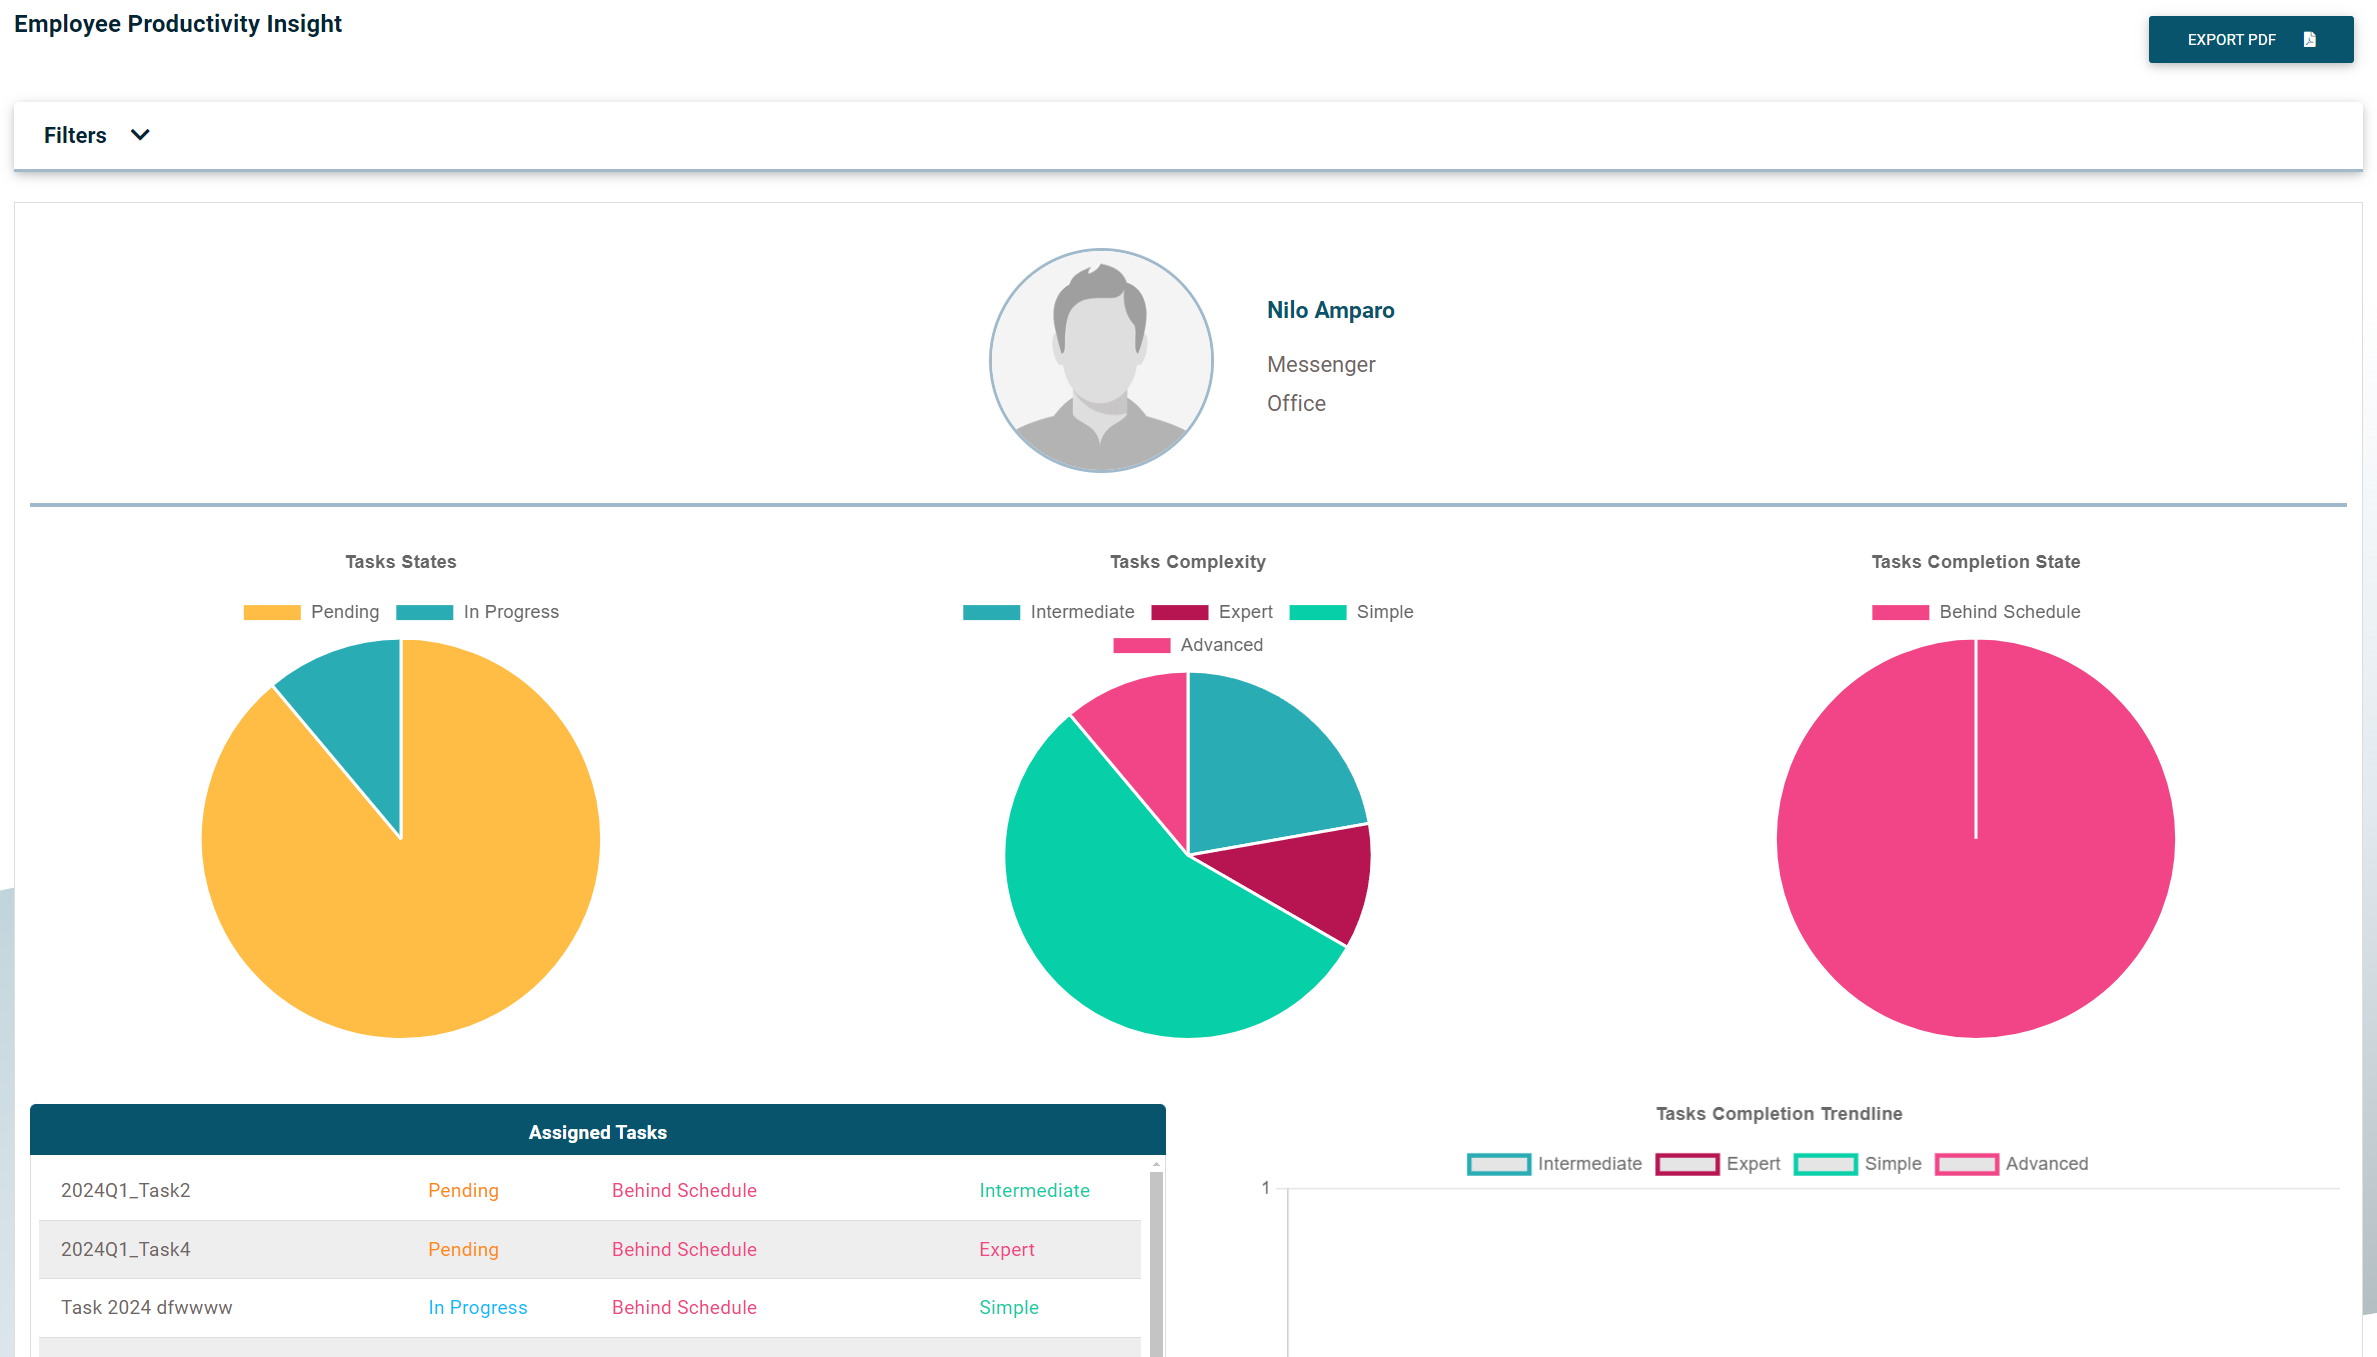 Employee Productivity Insight
EXPORT PDF
Filters
Nilo Amparo
Messenger
Office
Tasks States
Pending In Progress
Tasks Complexity
Intermediate Expert Simple
Advanced
Tasks Completion State
Behind Schedule
Assigned Tasks
2024Q1_Task2 Pending Behind Schedule Intermediate
2024Q1_Task4 Pending Behind Schedule Expert
Task 2024 dfwwww In Progress Behind Schedule Simple
Tasks Completion Trendline
Intermediate Expert Simple Advanced
1